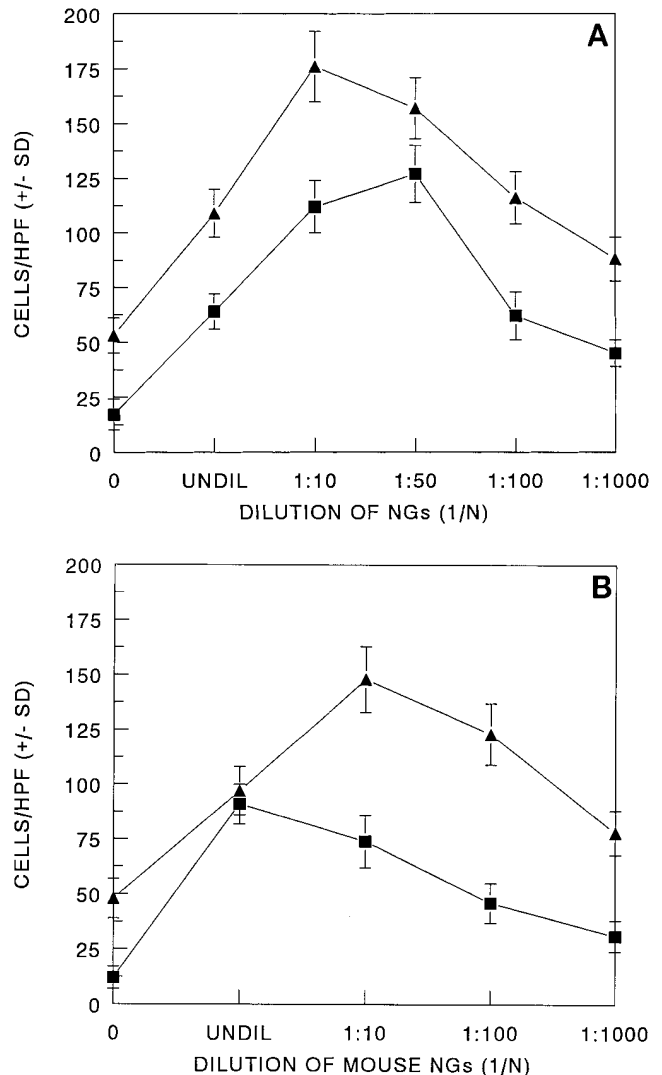 A
200
175
150
125
100
75
50
25
0
CELLS/HPF (+/- SD)
0 UNDIL 1:10 1:50 1:100 1:1000
DILUTION OF NGs (1/N)
B
200
175
150
125
100
75
50
25
0
CELLS/HPF (+/- SD)
0 UNDIL 1:10 1:100 1:1000
DILUTION OF MOUSE NGs (1/N)